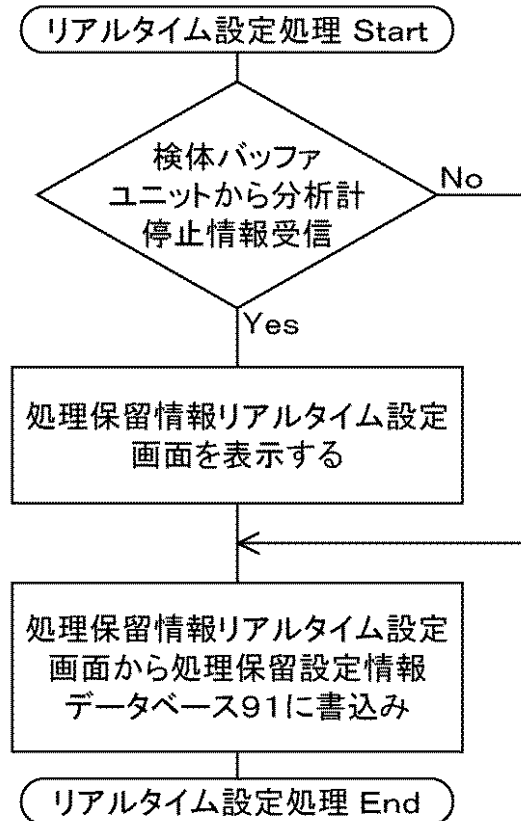 リアルタイム設定処理 Start
検体バッファ
ユニットから分析計
停止情報受信
No
Yes
処理保留情報リアルタイム設定
画面を表示する
処理保留情報リアルタイム設定
画面から処理保留設定情報
データベース91に書込み
リアルタイム設定処理 End